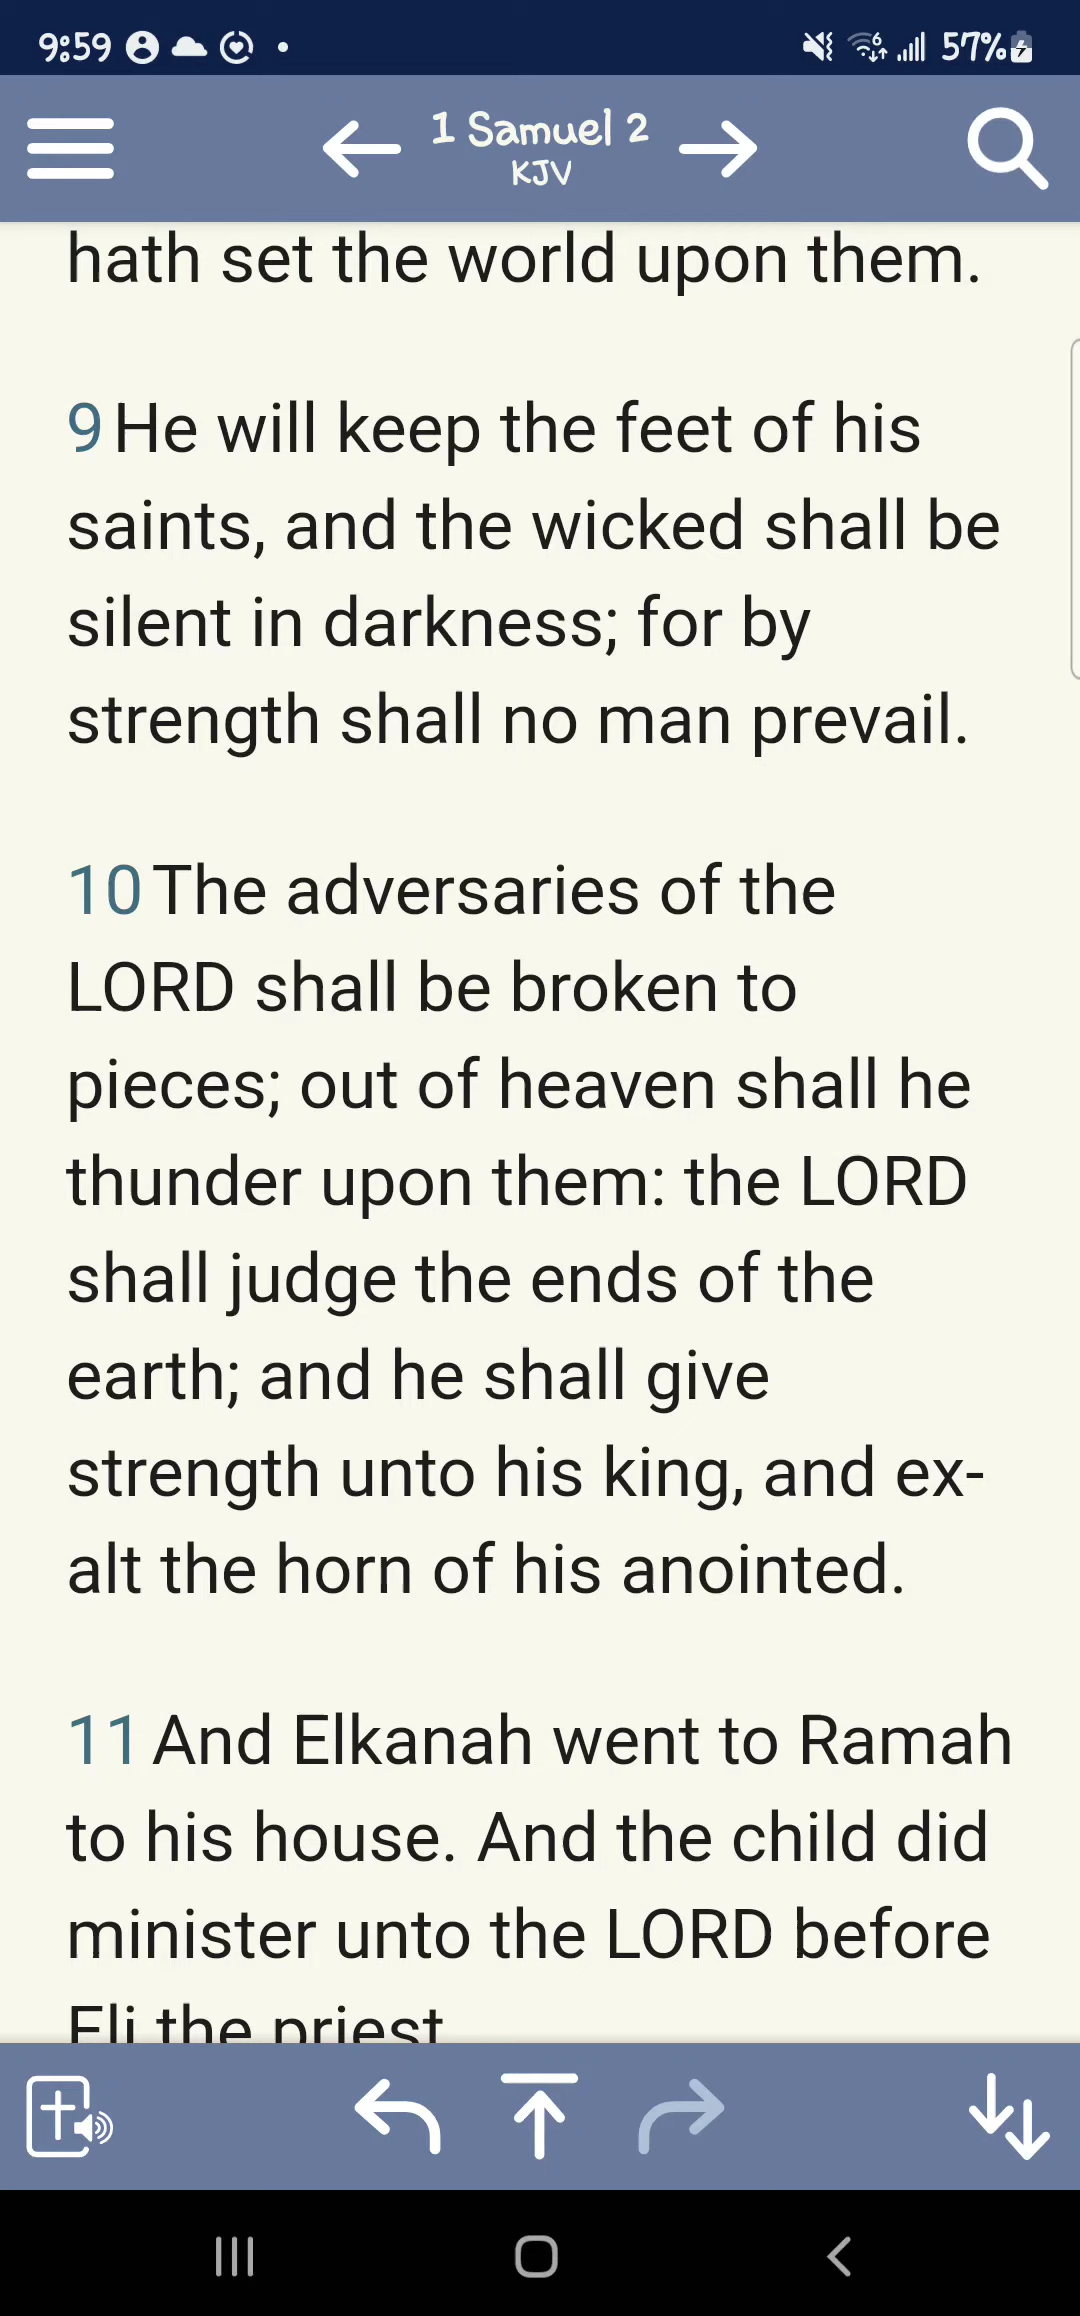 9:59
57%
1 Samuel 2
KJV
hath set the world upon them.
9 He will keep the feet of his
saints, and the wicked shall be
silent in darkness; for by
strength shall no man prevail.
10 The adversaries of the
LORD shall be broken to
pieces; out of heaven shall he
thunder upon them: the LORD
shall judge the ends of the
earth; and he shall give
strength unto his king, and ex-
alt the horn of his anointed.
11 And Elkanah went to Ramah
to his house. And the child did
minister unto the LORD before
Eli the priest